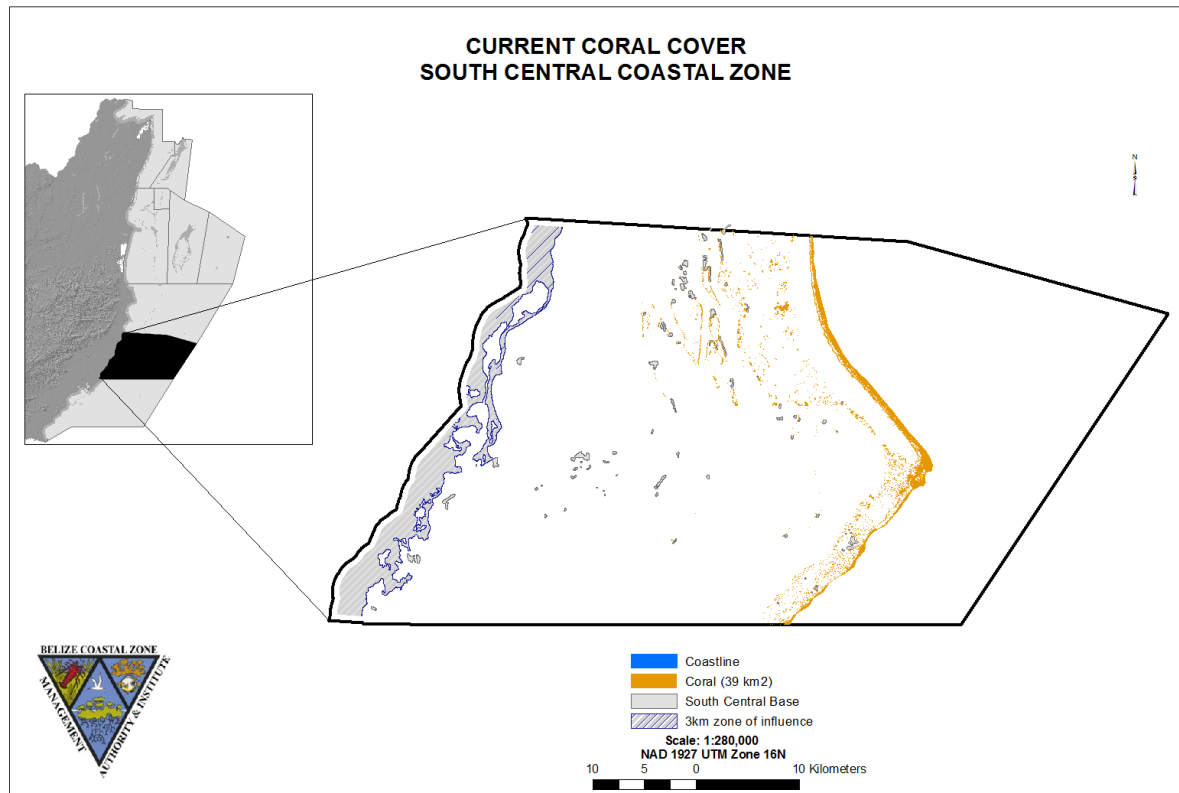 CURRENT CORAL COVER
SOUTH CENTRAL COASTAL ZONE
N
BELIZE COASTAL ZONE
MANAGEMENT
AUTHORITY & INSTITUTE
Coastline
Coral (39 km2)
South Central Base
3km zone of influence
Scale: 1:280,000
NAD 1927 UTM Zone 16N
10 5 0 10 Kilometers